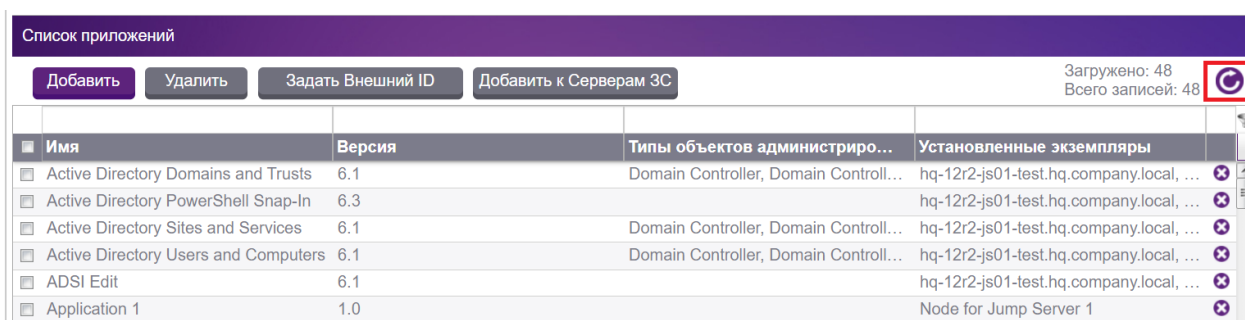 Список приложений
Добавить Удалить Задать Внешний ID Добавить к Серверам ЗС Загружено: 48
Всего записей: 48
Имя Версия Типы объектов администриро... Установленные экземпляры
Active Directory Domains and Trusts 6.1 Domain Controller, Domain Controll... hq-12r2-js01-test.hq.company.local, ...
Active Directory PowerShell Snap-In 6.3 hq-12r2-js01-test.hq.company.local, ...
Active Directory Sites and Services 6.1 Domain Controller, Domain Controll... hq-12r2-js01-test.hq.company.local, ...
Active Directory Users and Computers 6.1 Domain Controller, Domain Controll... hq-12r2-js01-test.hq.company.local, ...
ADSI Edit 6.1 hq-12r2-js01-test.hq.company.local, ...
Application 1 1.0 Node for Jump Server 1